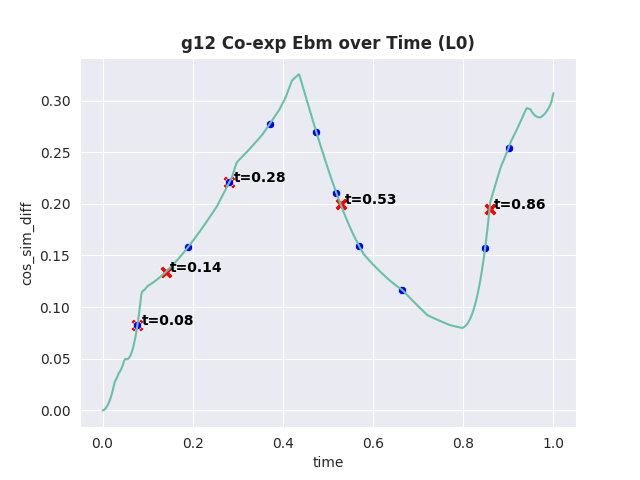 g12 Co-exp Ebm over Time (L0)
cos_sim_diff
0.30
0.25
0.20
0.15
0.10
0.05
0.00
t=0.08
t=0.14
t=0.28
t=0.53
t=0.86
0.0 0.2 0.4 0.6 0.8 1.0
time